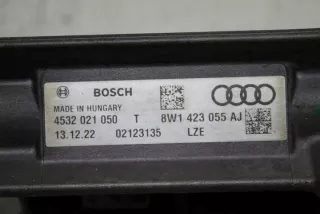 BOSCH
MADE IN HUNGARY
4532 021 050 T 8W1 423 055 AJ
13.12.22 02123135 LZE